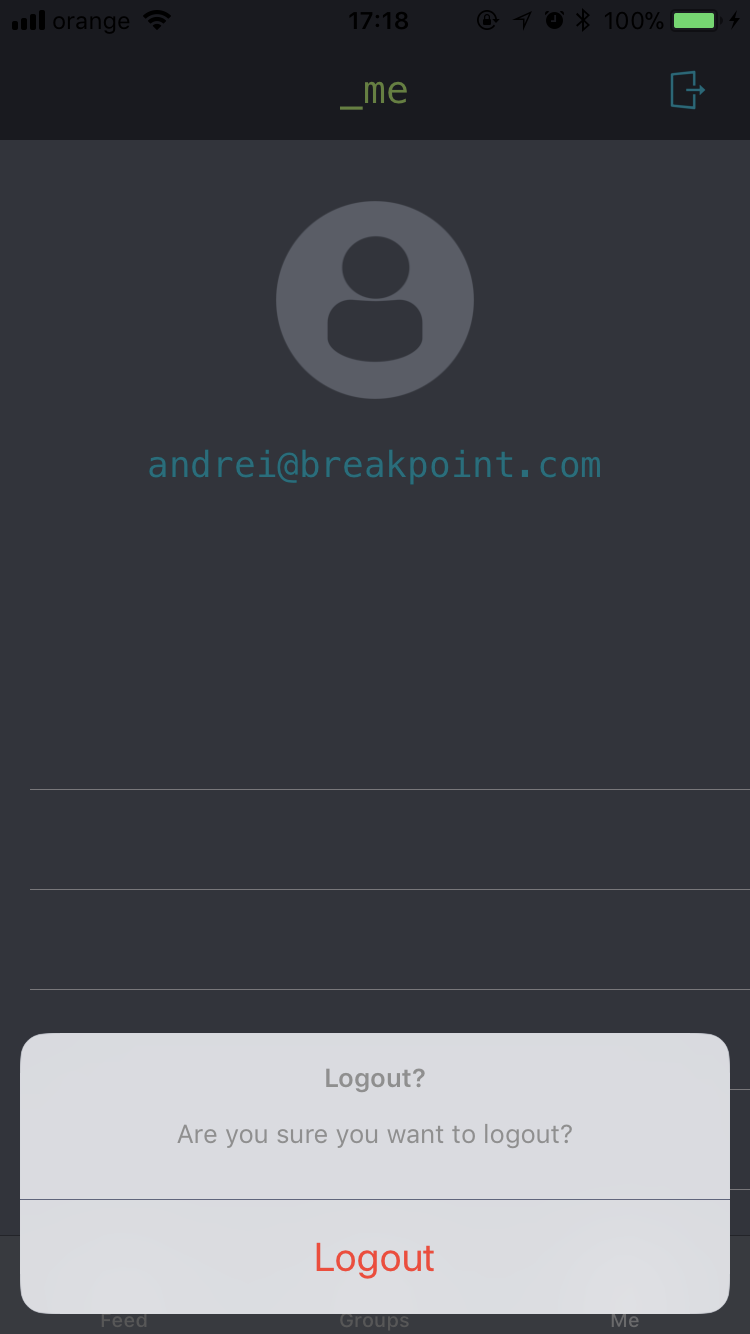 orange 17:18 100%
_me
andrei@breakpoint.com
Logout?
Are you sure you want to logout?
Logout
Feed Groups Me